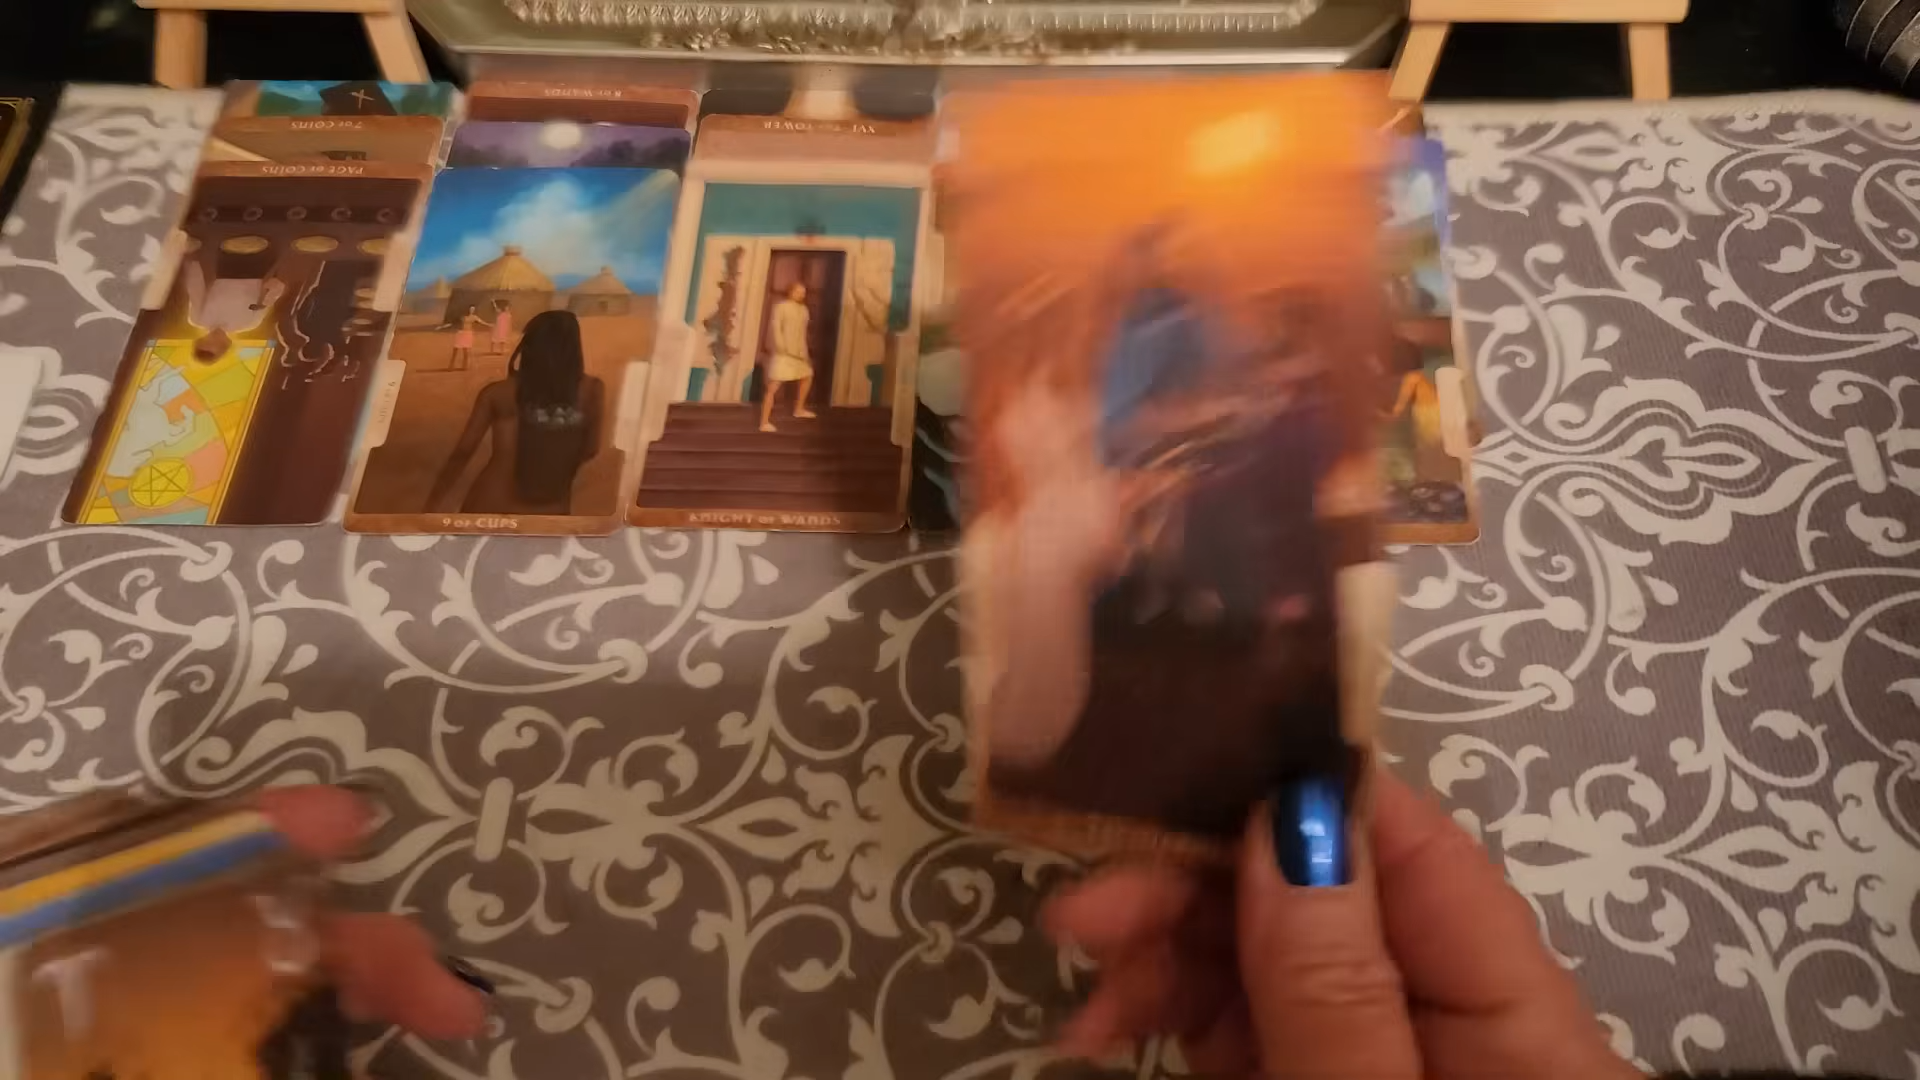 8 OF WANDS
7 OF COINS
XVI THE TOWER
PAGE OF COINS
9 OF CUPS
KNIGHT OF WANDS